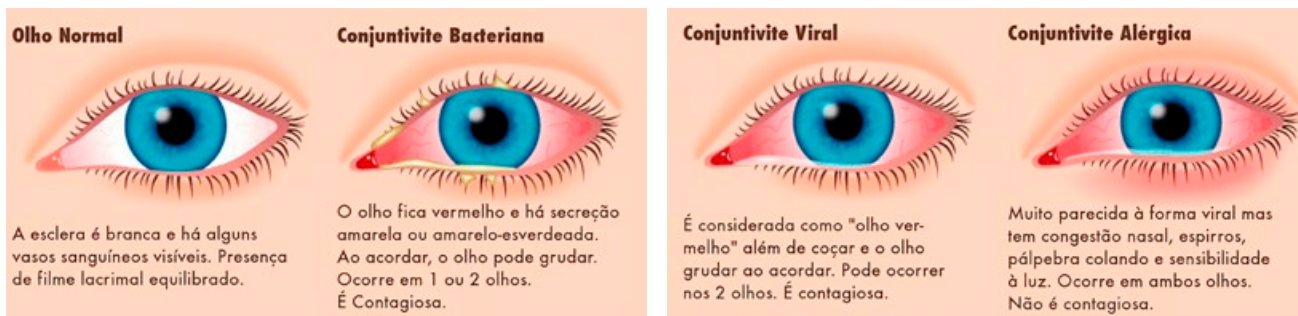 Olho Normal
A esclera é branca e há alguns
vasos sanguíneos visíveis. Presença
de filme lacrimal equilibrado.
Conjuntivite Bacteriana
O olho fica vermelho e há secreção
amarela ou amarelo-esverdeada.
Ao acordar, o olho pode grudar.
Ocorre em 1 ou 2 olhos.
É Contagiosa.
Conjuntivite Viral
É considerada como "olho ver-
melho" além de coçar e o olho
grudar ao acordar. Pode ocorrer
nos 2 olhos. É contagiosa.
Conjuntivite Alérgica
Muito parecida à forma viral mas
tem congestão nasal, espirros,
pálpebra colando e sensibilidade
à luz. Ocorre em ambos olhos.
Não é contagiosa.